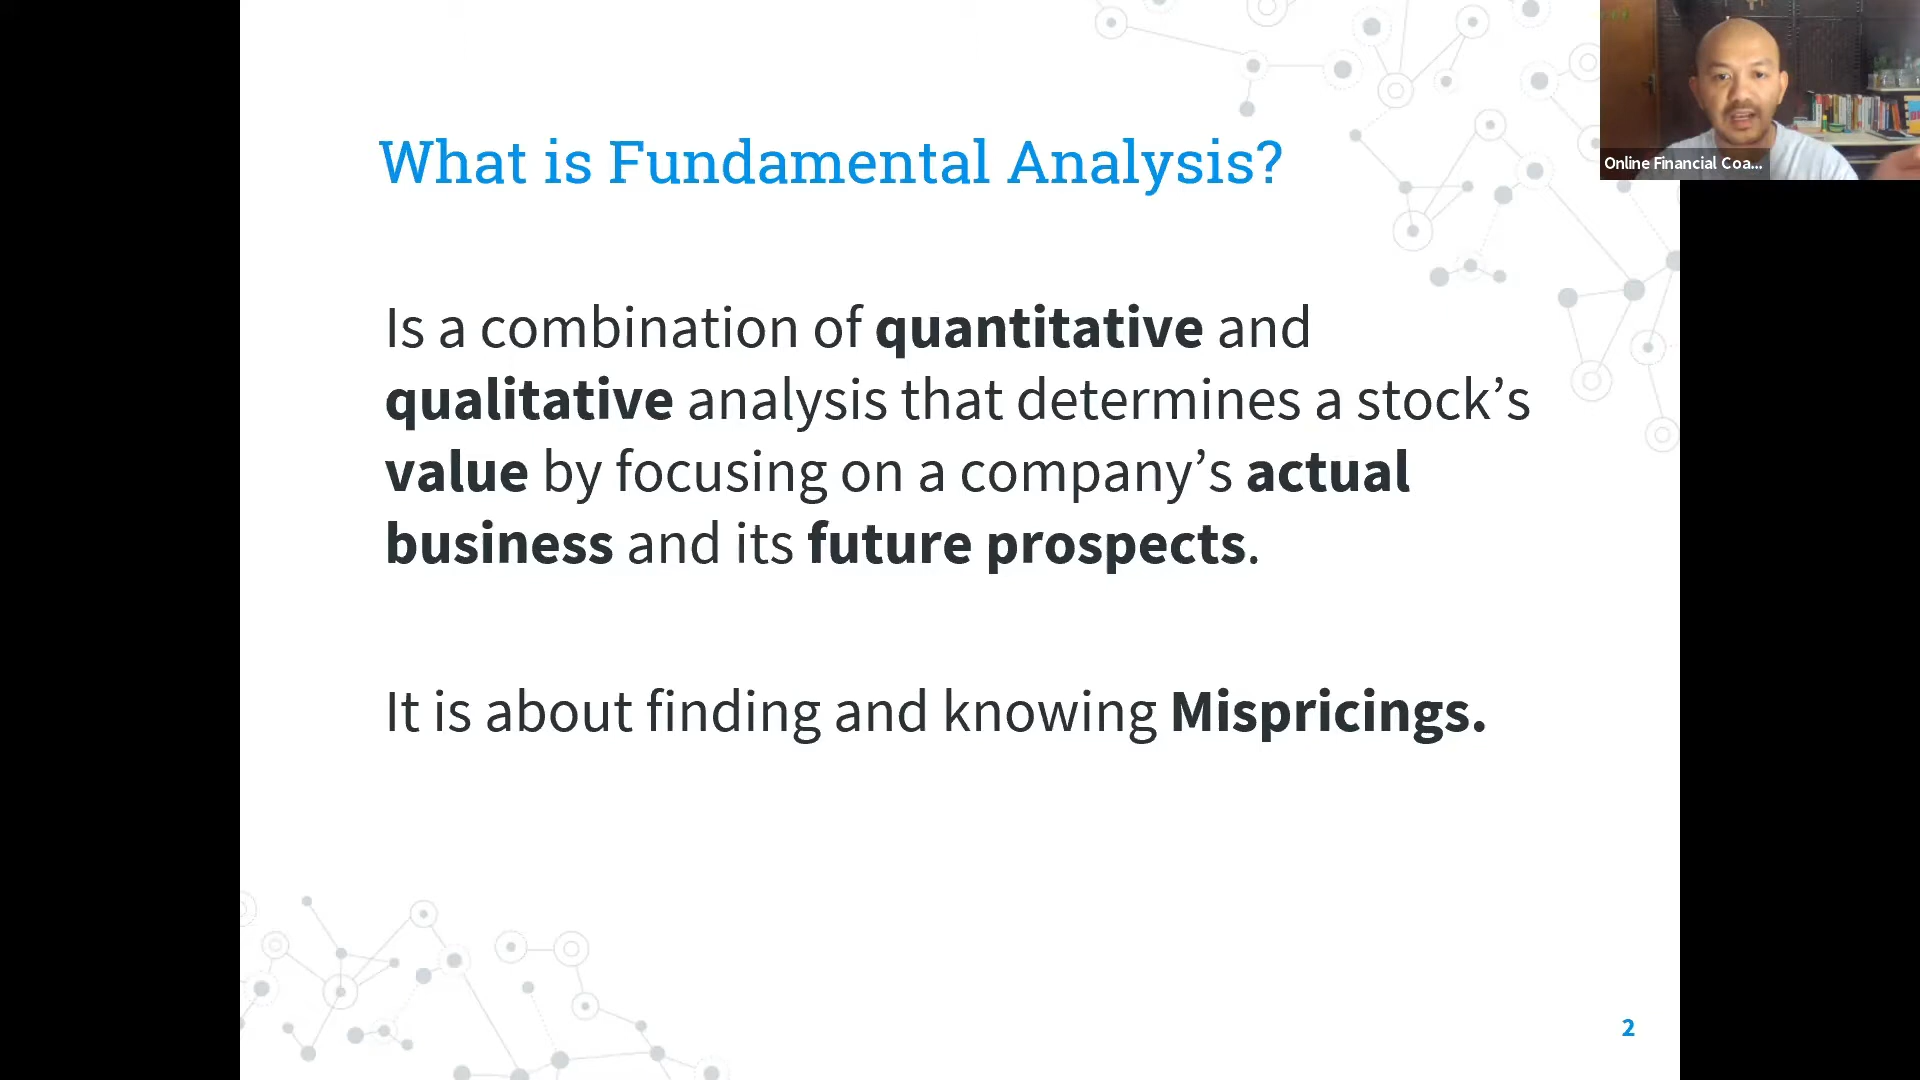 What is Fundamental Analysis?
Online Financial Coa...
Is a combination of quantitative and
qualitative analysis that determines a stock’s
value by focusing on a company’s actual
business and its future prospects.
It is about finding and knowing Mispricings.
2